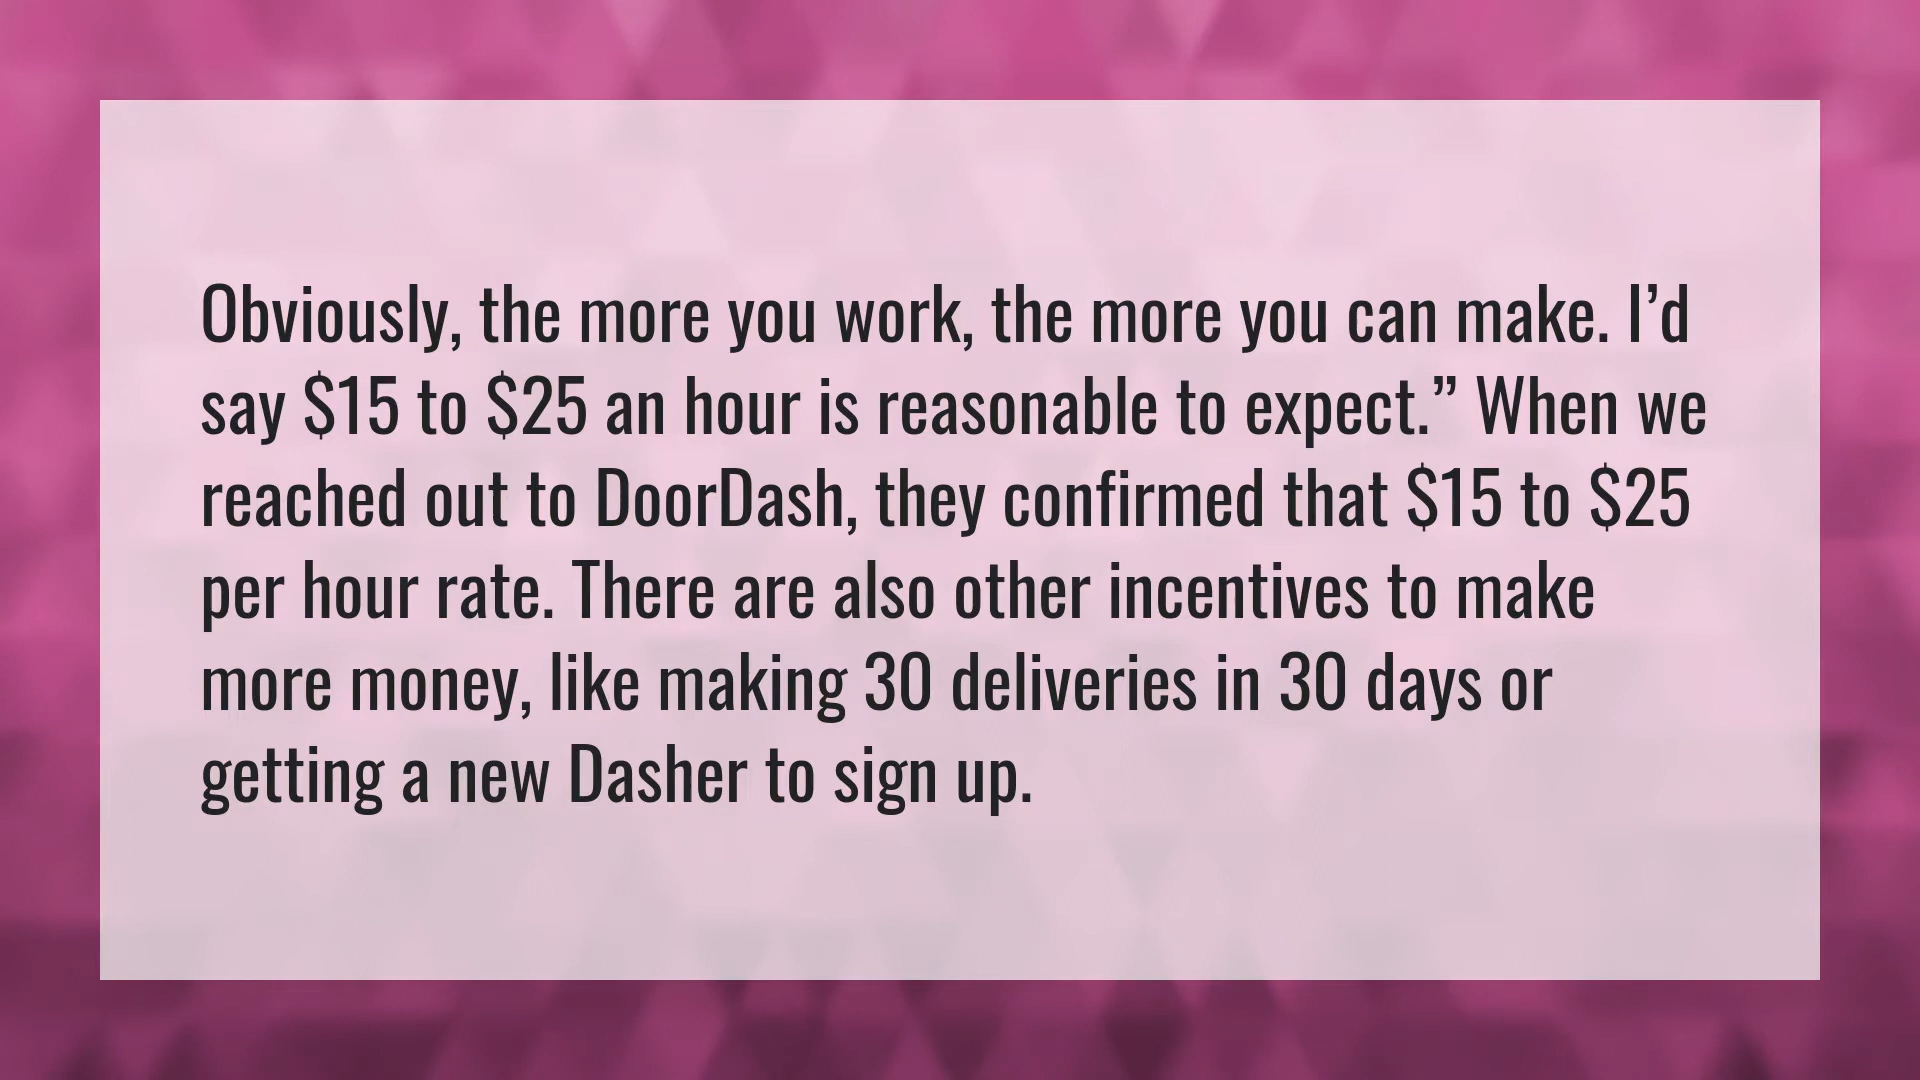 Obviously, the more you work, the more you can make. I’d
say $15 to $25 an hour is reasonable to expect.” When we
reached out to DoorDash, they confirmed that $15 to $25
per hour rate. There are also other incentives to make
more money, like making 30 deliveries in 30 days or
getting a new Dasher to sign up.